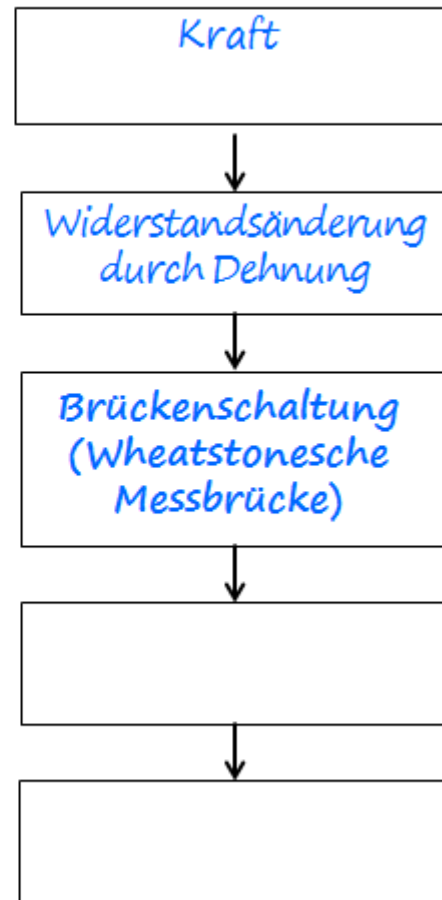 Kraft
Widerstandsänderung
durch Dehnung
Brückenschaltung
(Wheatstonesche
Messbrücke)